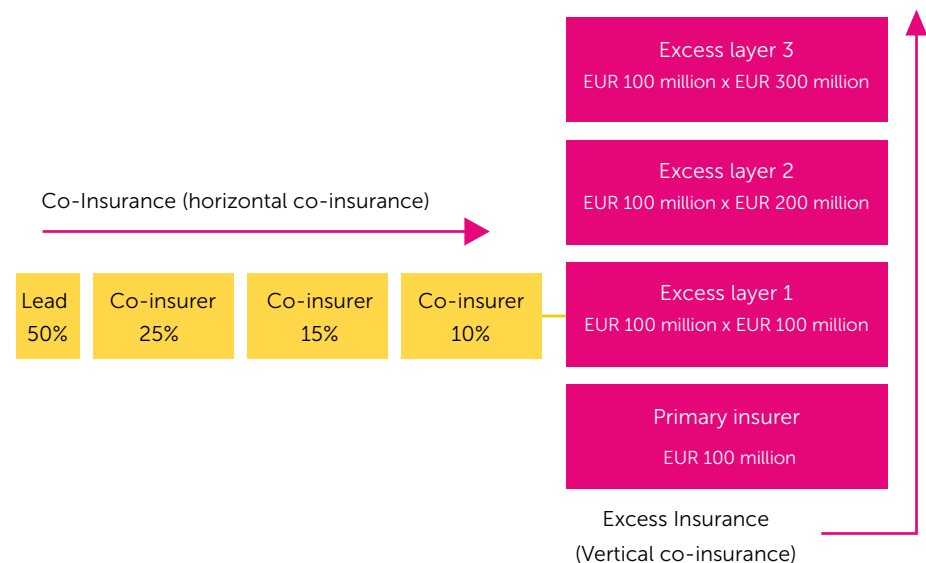 Excess layer 3
EUR 100 million x EUR 300 million
Excess layer 2
EUR 100 million x EUR 200 million
Co-Insurance (horizontal co-insurance)
Lead
50%
Co-insurer
25%
Co-insurer
15%
Co-insurer
10%
Excess layer 1
EUR 100 million x EUR 100 million
Primary insurer
EUR 100 million
Excess Insurance
(Vertical co-insurance)